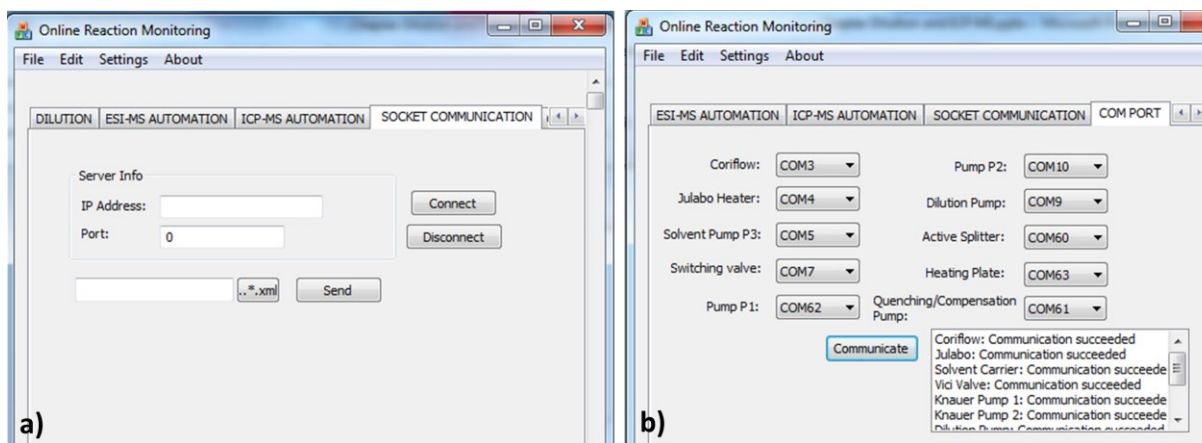 Online Reaction Monitoring
File Edit Settings About
DILUTION ESI-MS AUTOMATION ICP-MS AUTOMATION SOCKET COMMUNICATION
Server Info
IP Address:
Connect
Port: 0
Disconnect
..*.xml Send
a)
Online Reaction Monitoring
File Edit Settings About
ESI-MS AUTOMATION ICP-MS AUTOMATION SOCKET COMMUNICATION COM PORT
Coriflow: COM3 Pump P2: COM10
Julabo Heater: COM4 Dilution Pump: COM9
Solvent Pump P3: COM5 Active Splitter: COM60
Switching valve: COM7 Heating Plate: COM63
Pump P1: COM62 Quenching/Compensation Pump: COM61
Communicate
Coriflow: Communication succeeded
Julabo: Communication succeeded
Solvent Carrier: Communication succeede
Vici Valve: Communication succeeded
Knauer Pump 1: Communication succeede
Knauer Pump 2: Communication succeede
Dilution Pump: Communication succeeded
b)